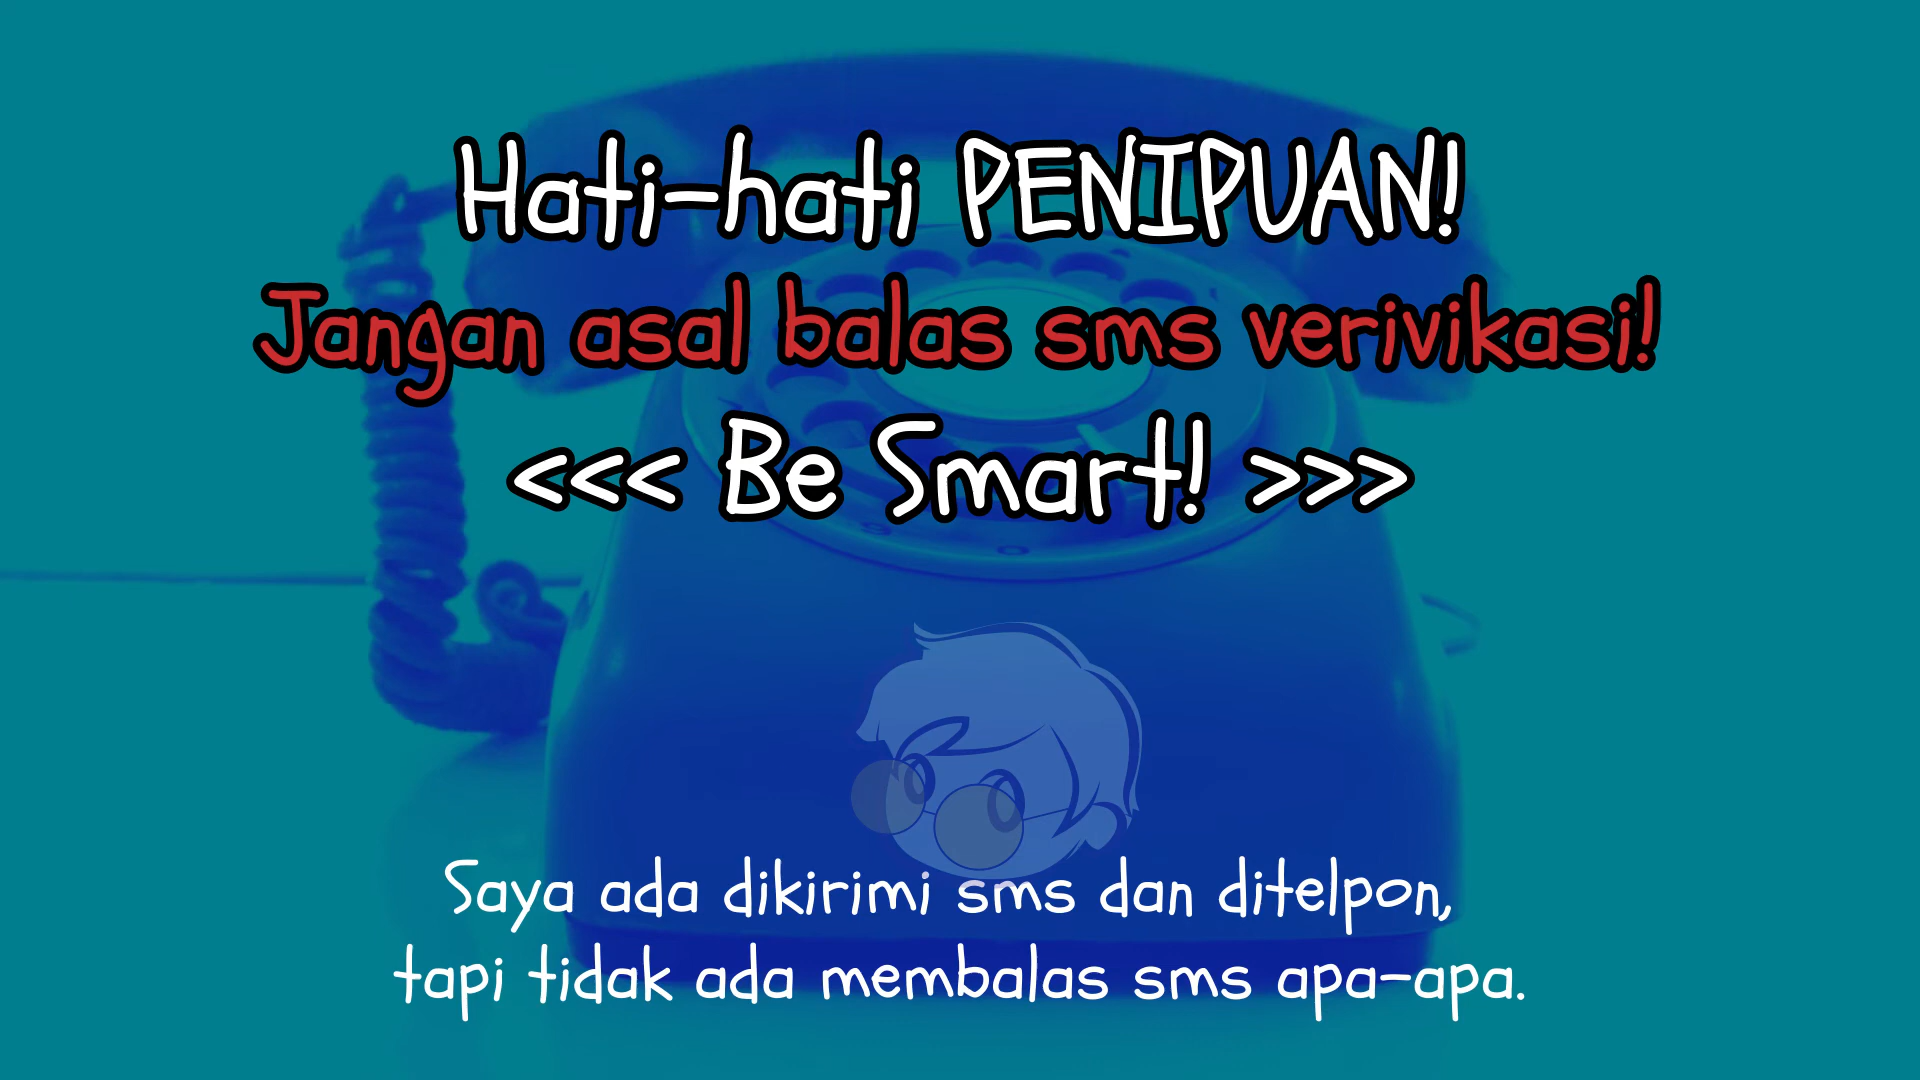 Hati-hati PENIPUAN!
Jangan asal balas sms verivikasi!
<<< Be Smart! >>>
Saya ada dikirimi sms dan ditelpon,
tapi tidak ada membalas sms apa-apa.